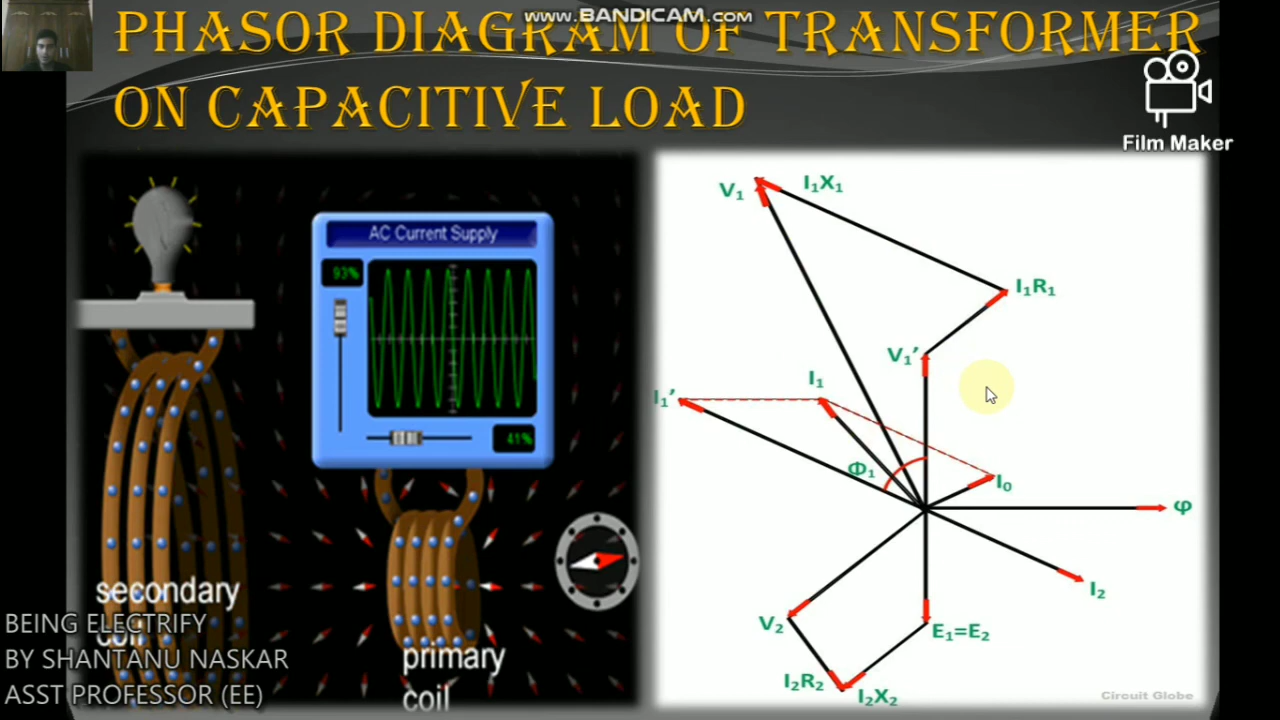 www.BANDICAM.com
PHASOR DIAGRAM OF TRANSFORMER
ON CAPACITIVE LOAD
Film Maker
AC Current Supply
93%
41%
secondary
coil
primary
coil
BEING ELECTRIFY
BY SHANTANU NASKAR
ASST PROFESSOR (EE)
V₁
I₁X₁
I₁R₁
V₁’
I₁
I₁’
Φ₁
I₀
φ
I₂
V₂
E₁=E₂
I₂R₂
I₂X₂
Circuit Globe